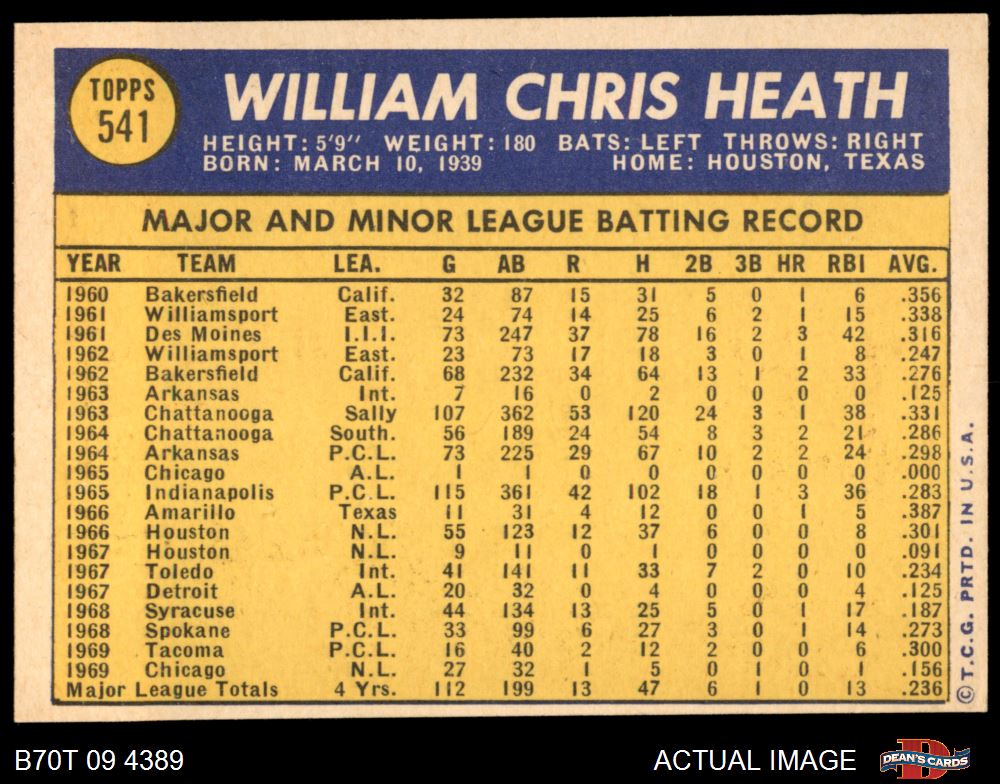 TOPPS
541
WILLIAM CHRIS HEATH
HEIGHT: 5'9'' WEIGHT: 180 BATS: LEFT THROWS: RIGHT
BORN: MARCH 10, 1939 HOME: HOUSTON, TEXAS
MAJOR AND MINOR LEAGUE BATTING RECORD
YEAR TEAM LEA. G AB R H 2B 3B HR RBI AVG.
1960 Bakersfield Calif. 32 87 15 31 5 0 1 6 .356
1961 Williamsport East. 24 74 14 25 6 2 1 15 .338
1961 Des Moines I.I.I. 73 247 37 78 16 2 3 42 .316
1962 Williamsport East. 23 73 17 18 3 0 1 8 .247
1962 Bakersfield Calif. 68 232 34 64 13 1 2 33 .276
1963 Arkansas Int. 7 16 0 2 0 0 0 0 .125
1963 Chattanooga Sally 107 362 53 120 24 3 1 38 .331
1964 Chattanooga South. 56 189 24 54 8 3 2 21 .286
1964 Arkansas P.C.L. 73 225 29 67 10 2 2 24 .298
1965 Chicago A.L. 1 1 0 0 0 0 0 0 .000
1965 Indianapolis P.C.L. 115 361 42 102 18 1 3 36 .283
1966 Amarillo Texas 11 31 4 12 0 0 1 5 .387
1966 Houston N.L. 55 123 12 37 6 0 0 8 .301
1967 Houston N.L. 9 11 0 1 0 0 0 0 .091
1967 Toledo Int. 41 141 11 33 7 2 0 10 .234
1967 Detroit A.L. 20 32 0 4 0 0 0 4 .125
1968 Syracuse Int. 44 134 13 25 5 0 1 17 .187
1968 Spokane P.C.L. 33 99 6 27 3 0 1 14 .273
1969 Tacoma P.C.L. 16 40 2 12 2 0 0 6 .300
1969 Chicago N.L. 27 32 1 5 0 1 0 1 .156
Major League Totals 4 Yrs. 112 199 13 47 6 1 0 13 .236
© T.C.G. PRTD. IN U.S.A.
B70T 09 4389 ACTUAL IMAGE
DEAN'S CARDS